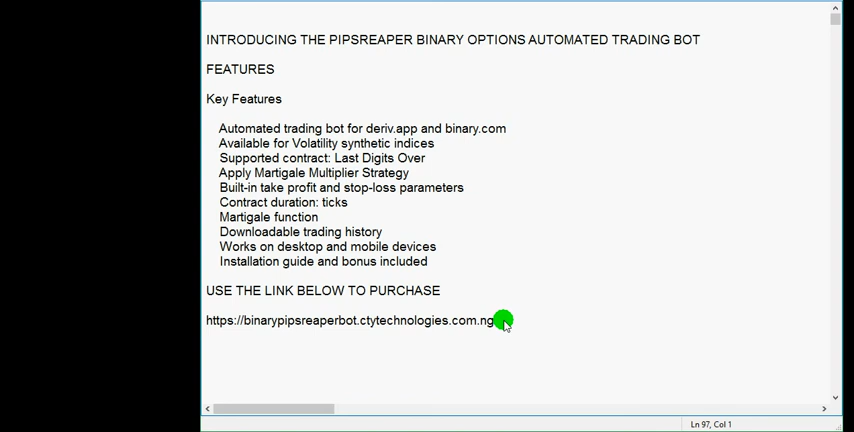 INTRODUCING THE PIPSREAPER BINARY OPTIONS AUTOMATED TRADING BOT
FEATURES
Key Features
Automated trading bot for deriv.app and binary.com
Available for Volatility synthetic indices
Supported contract: Last Digits Over
Apply Martigale Multiplier Strategy
Built-in take profit and stop-loss parameters
Contract duration: ticks
Martigale function
Downloadable trading history
Works on desktop and mobile devices
Installation guide and bonus included
USE THE LINK BELOW TO PURCHASE
https://binarypipsreaperbot.ctytechnologies.com.ng
Ln 97, Col 1